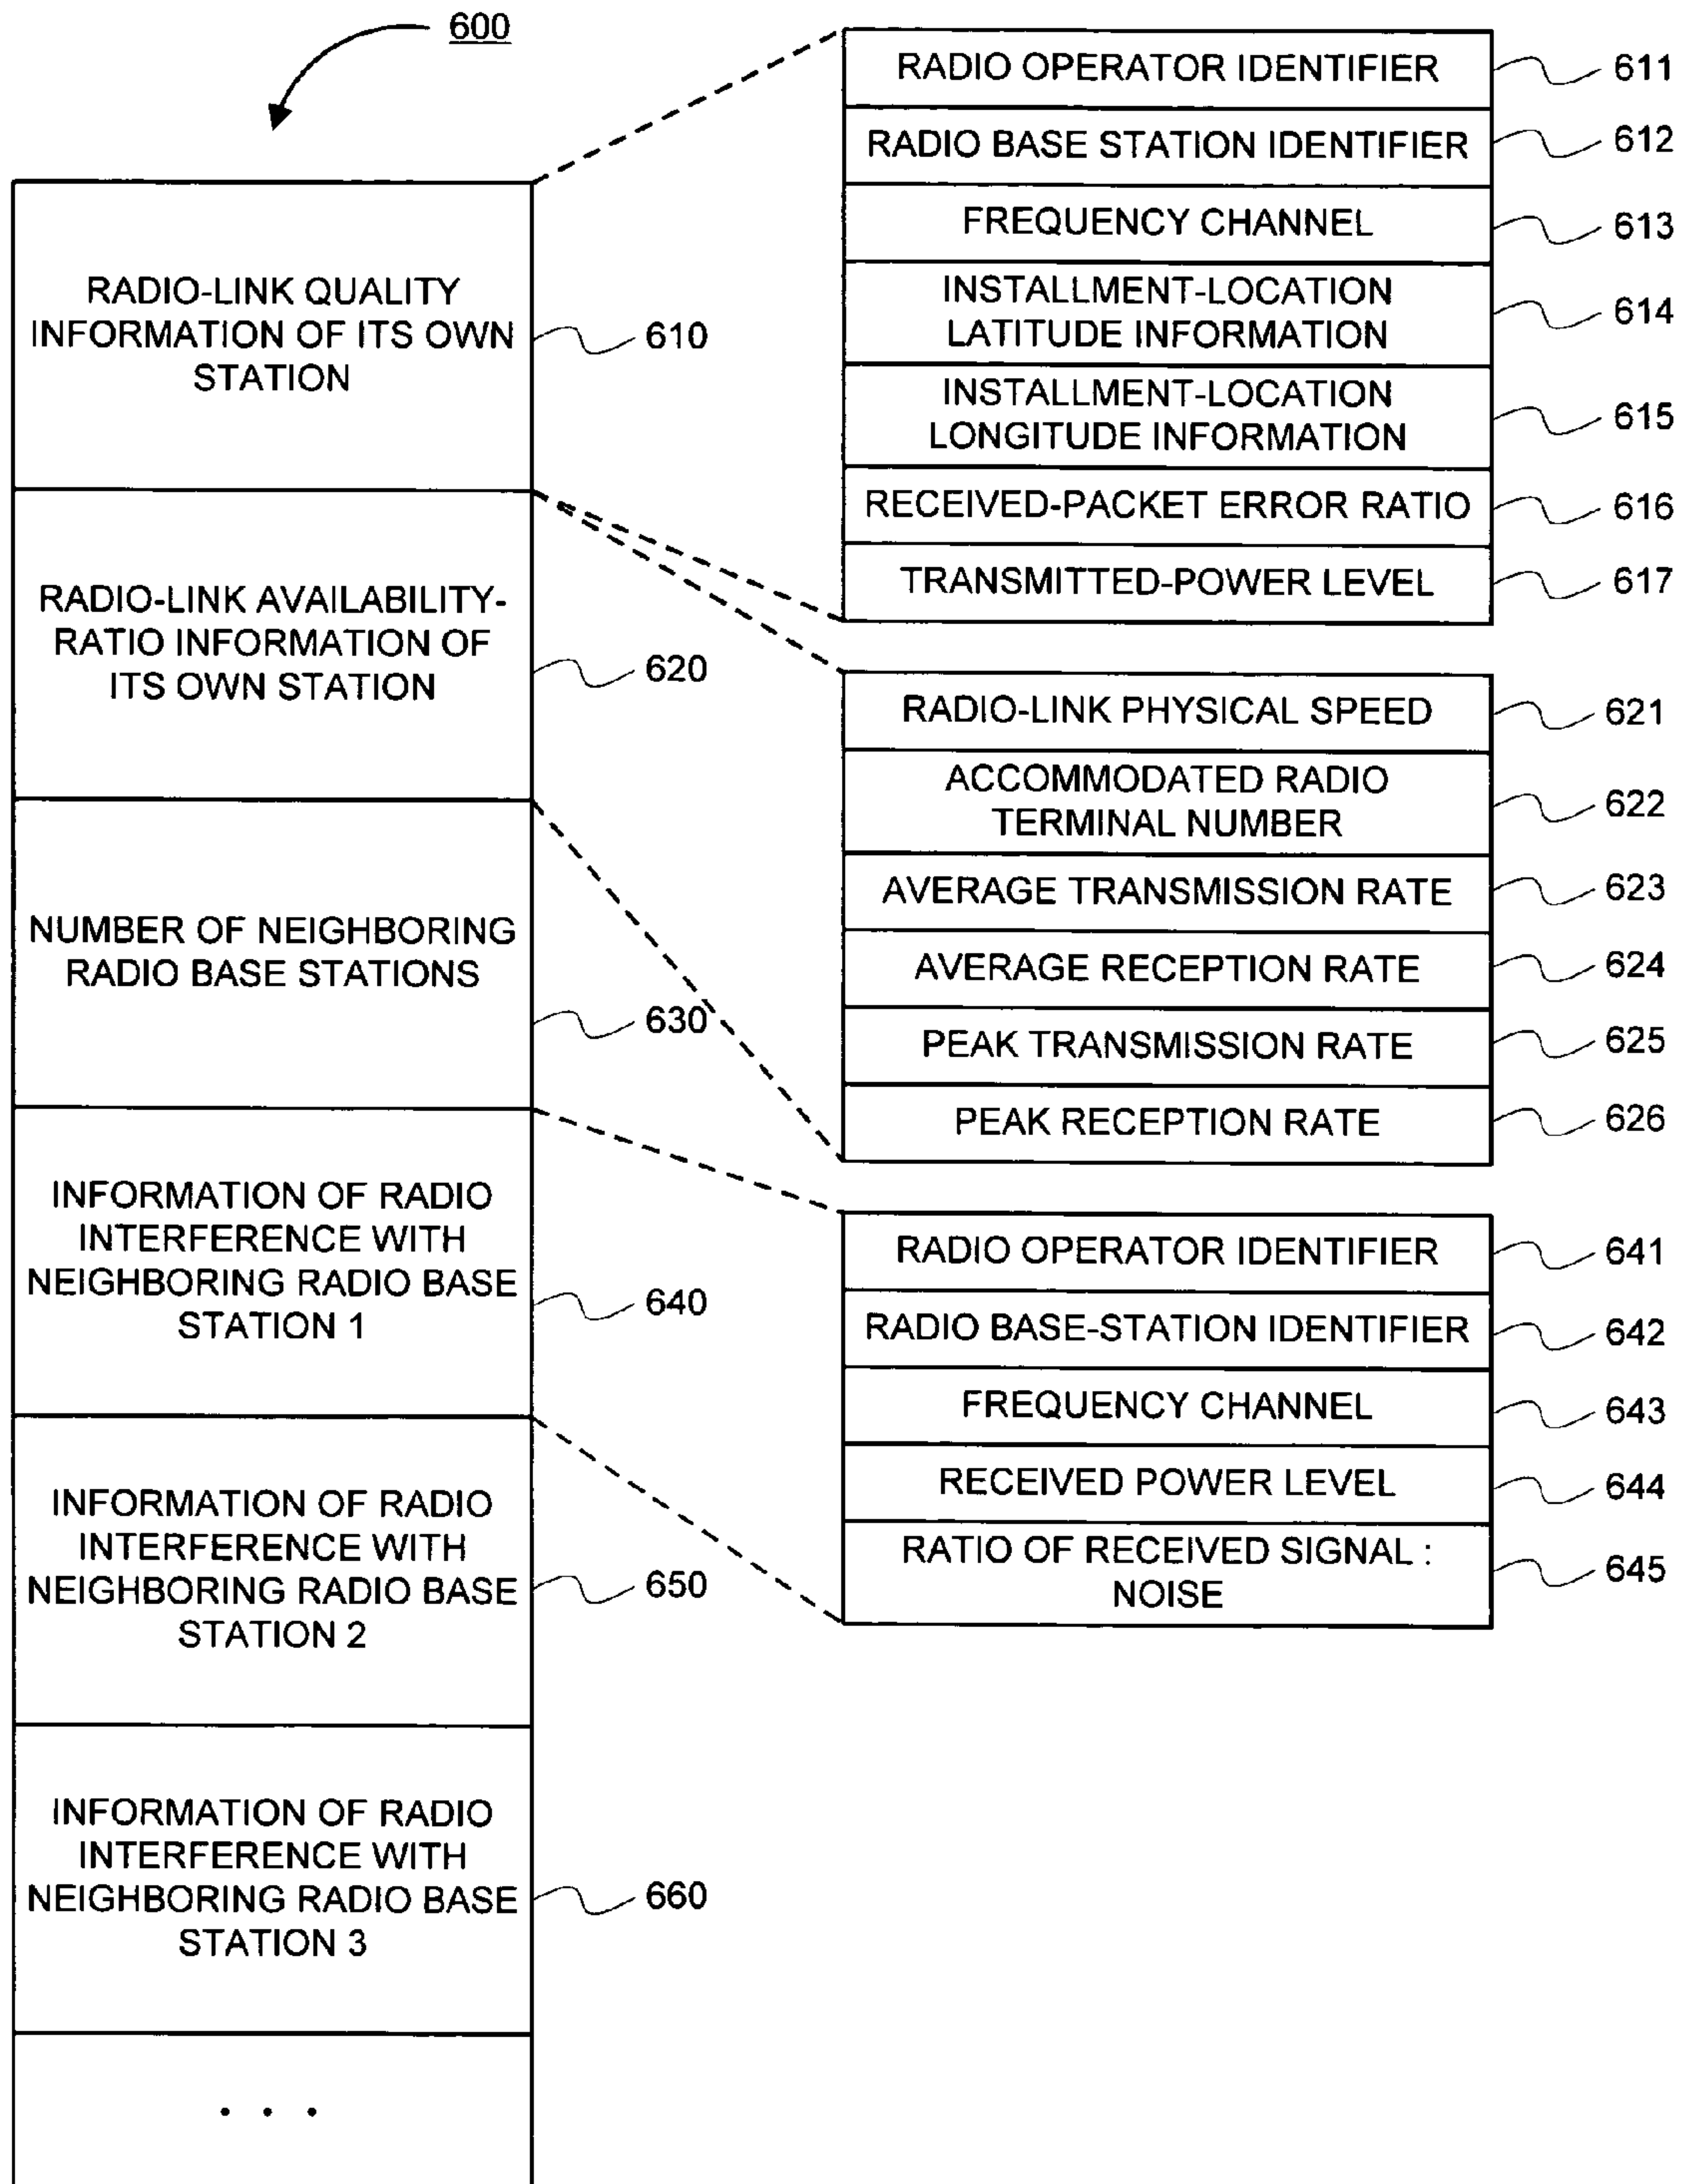 600
RADIO-LINK QUALITY
INFORMATION OF ITS OWN
STATION
610
RADIO-LINK AVAILABILITY-
RATIO INFORMATION OF
ITS OWN STATION
620
NUMBER OF NEIGHBORING
RADIO BASE STATIONS
630
INFORMATION OF RADIO
INTERFERENCE WITH
NEIGHBORING RADIO BASE
STATION 1
640
INFORMATION OF RADIO
INTERFERENCE WITH
NEIGHBORING RADIO BASE
STATION 2
650
INFORMATION OF RADIO
INTERFERENCE WITH
NEIGHBORING RADIO BASE
STATION 3
660
. . .
RADIO OPERATOR IDENTIFIER
611
RADIO BASE STATION IDENTIFIER
612
FREQUENCY CHANNEL
613
INSTALLMENT-LOCATION
LATITUDE INFORMATION
614
INSTALLMENT-LOCATION
LONGITUDE INFORMATION
615
RECEIVED-PACKET ERROR RATIO
616
TRANSMITTED-POWER LEVEL
617
RADIO-LINK PHYSICAL SPEED
621
ACCOMMODATED RADIO
TERMINAL NUMBER
622
AVERAGE TRANSMISSION RATE
623
AVERAGE RECEPTION RATE
624
PEAK TRANSMISSION RATE
625
PEAK RECEPTION RATE
626
RADIO OPERATOR IDENTIFIER
641
RADIO BASE-STATION IDENTIFIER
642
FREQUENCY CHANNEL
643
RECEIVED POWER LEVEL
644
RATIO OF RECEIVED SIGNAL :
NOISE
645